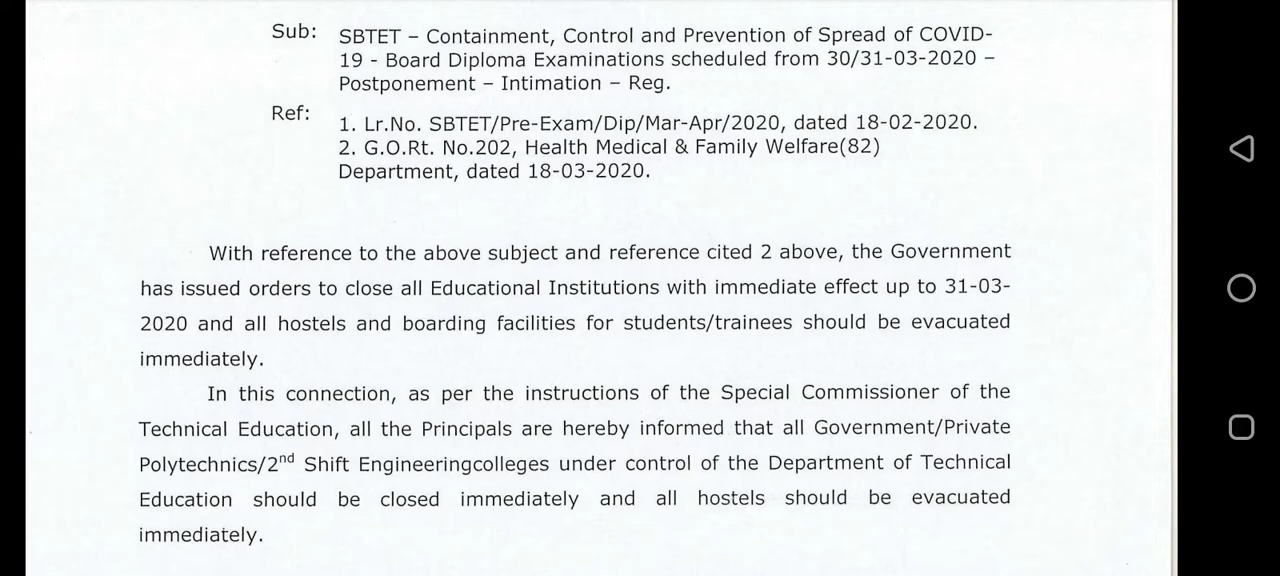 Sub: SBTET – Containment, Control and Prevention of Spread of COVID-
19 - Board Diploma Examinations scheduled from 30/31-03-2020 –
Postponement – Intimation – Reg.
Ref: 1. Lr.No. SBTET/Pre-Exam/Dip/Mar-Apr/2020, dated 18-02-2020.
2. G.O.Rt. No.202, Health Medical & Family Welfare(82)
Department, dated 18-03-2020.
With reference to the above subject and reference cited 2 above, the Government
has issued orders to close all Educational Institutions with immediate effect up to 31-03-
2020 and all hostels and boarding facilities for students/trainees should be evacuated
immediately.
In this connection, as per the instructions of the Special Commissioner of the
Technical Education, all the Principals are hereby informed that all Government/Private
Polytechnics/2nd Shift Engineeringcolleges under control of the Department of Technical
Education should be closed immediately and all hostels should be evacuated
immediately.